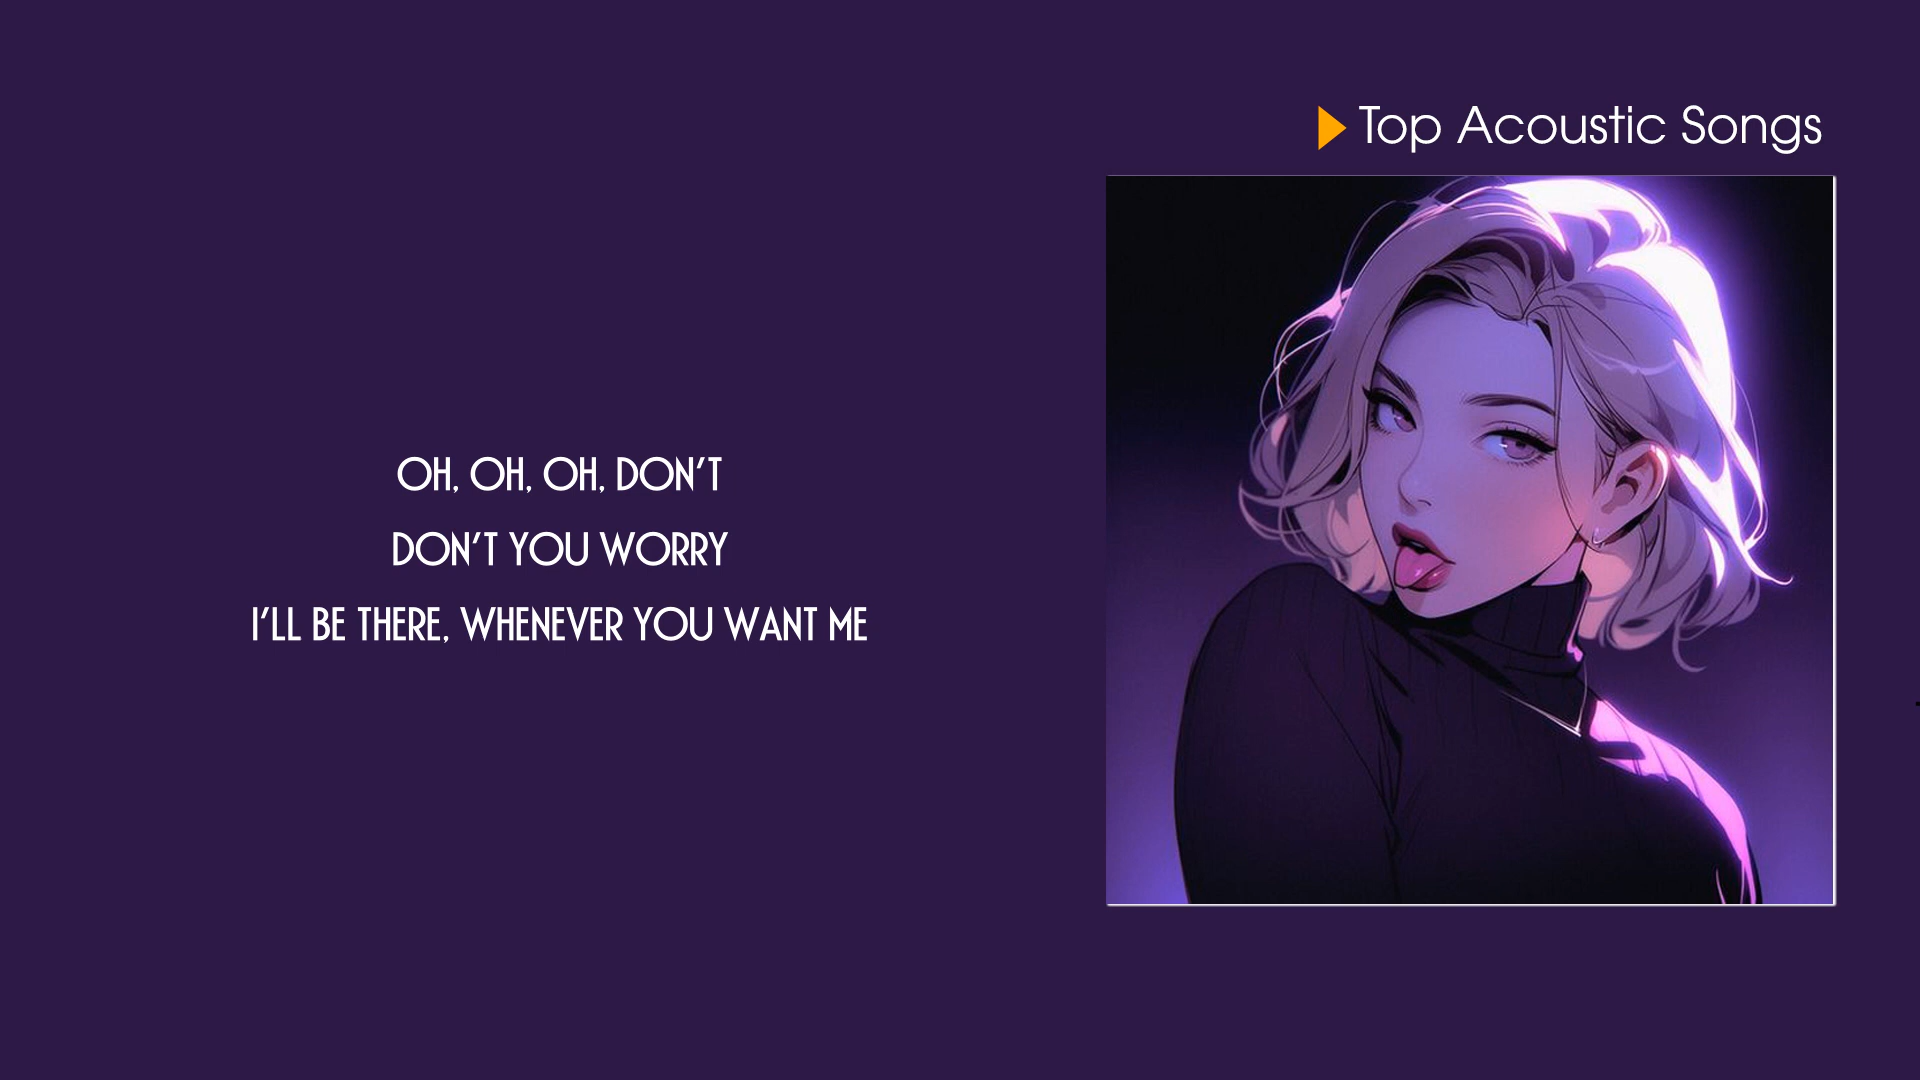 Top Acoustic Songs
OH, OH, OH, DON'T
DON'T YOU WORRY
I'LL BE THERE, WHENEVER YOU WANT ME